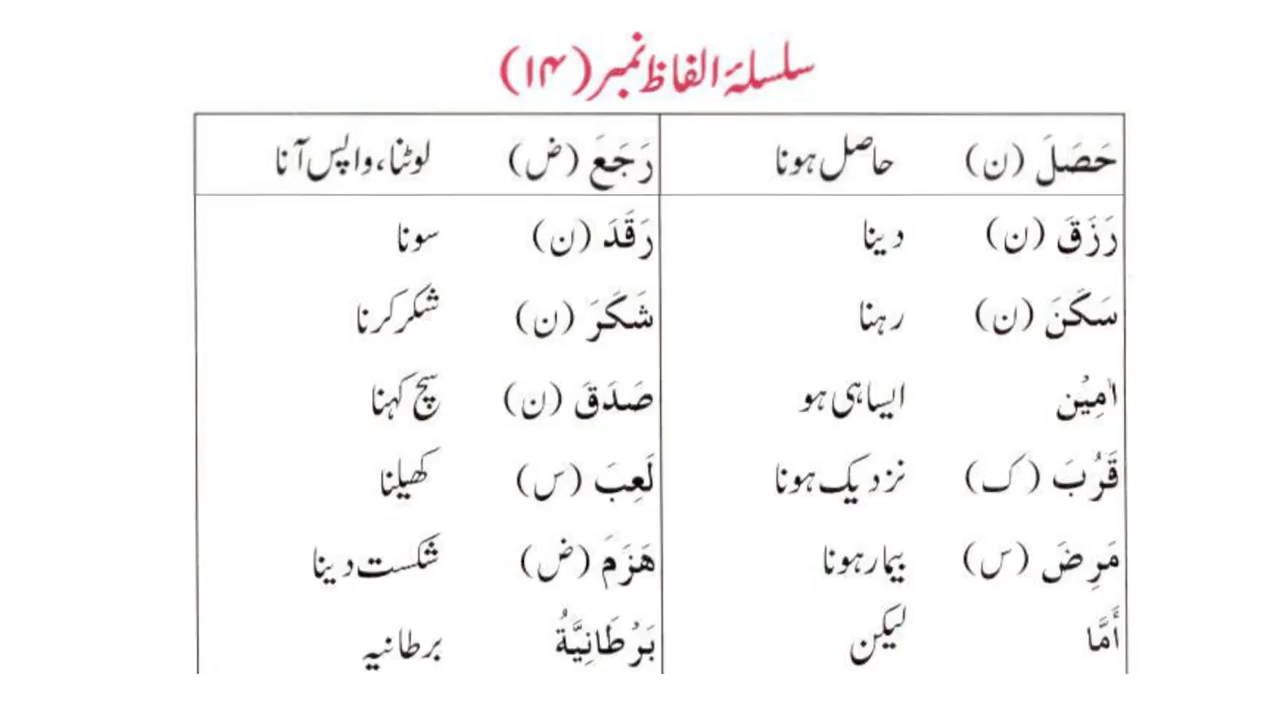 سلسلۂ الفاظ نمبر (۱۴)
حَصَلَ (ن) حاصل ہونا رَجَعَ (ض) لوٹنا، واپس آنا
رَزَقَ (ن) دینا رَقَدَ (ن) سونا
سَكَنَ (ن) رہنا شَكَرَ (ن) شکر کرنا
اٰمِيْن ایسا ہی ہو صَدَقَ (ن) سچ کہنا
قَرُبَ (ک) نزدیک ہونا لَعِبَ (س) کھیلنا
مَرِضَ (س) بیمار ہونا هَزَمَ (ض) شکست دینا
أَمَّا لیکن بَرْطَانِيَّةُ برطانیہ